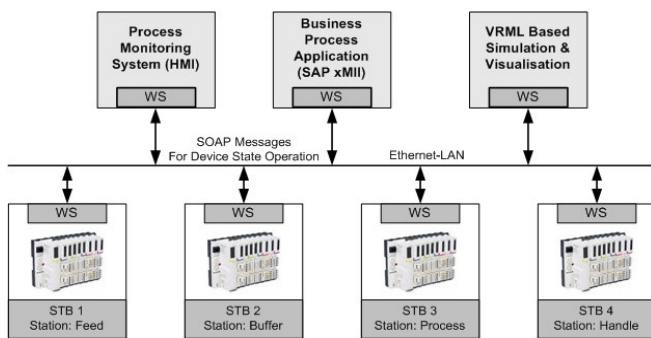 Process
Monitoring
System (HMI)
WS
Business
Process
Application
(SAP xMII)
WS
VRML Based
Simulation &
Visualisation
WS
SOAP Messages
For Device State Operation
Ethernet-LAN
WS
STB 1
Station: Feed
WS
STB 2
Station: Buffer
WS
STB 3
Station: Process
WS
STB 4
Station: Handle